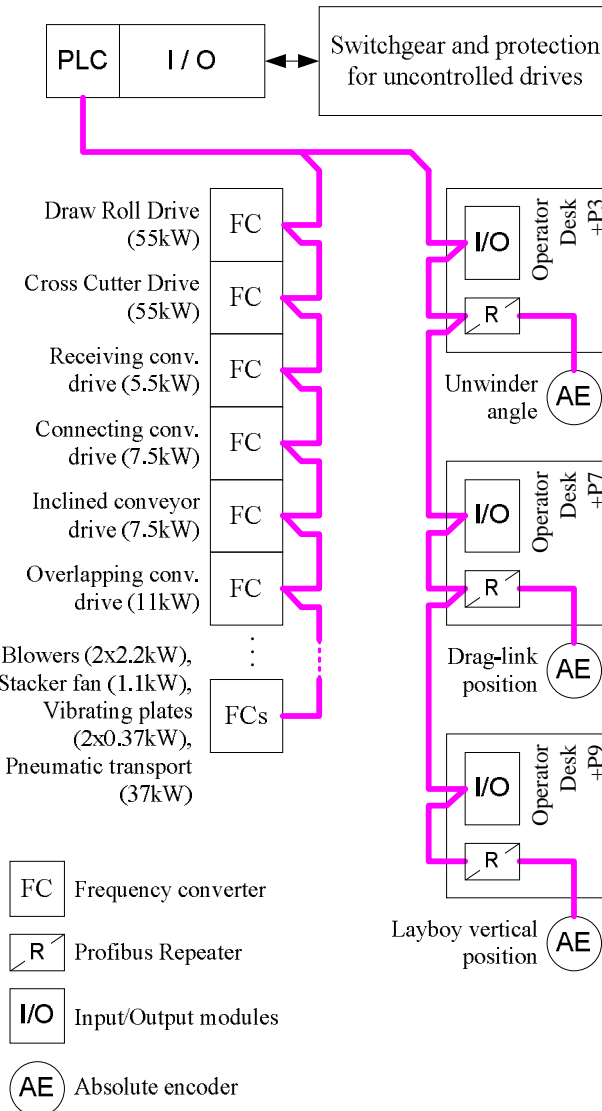 PLC
I / O
Switchgear and protection
for uncontrolled drives
Draw Roll Drive
(55kW)
FC
Cross Cutter Drive
(55kW)
FC
Receiving conv.
drive (5.5kW)
FC
Connecting conv.
drive (7.5kW)
FC
Inclined conveyor
drive (7.5kW)
FC
Overlapping conv.
drive (11kW)
FC
Blowers (2x2.2kW),
Stacker fan (1.1kW),
Vibrating plates
(2x0.37kW),
Pneumatic transport
(37kW)
FCs
I/O
Operator
Desk
+P3
R
Unwinder
angle
AE
I/O
Operator
Desk
+P7
R
Drag-link
position
AE
I/O
Operator
Desk
+P9
R
Layboy vertical
position
AE
FC
Frequency converter
R
Profibus Repeater
I/O
Input/Output modules
AE
Absolute encoder